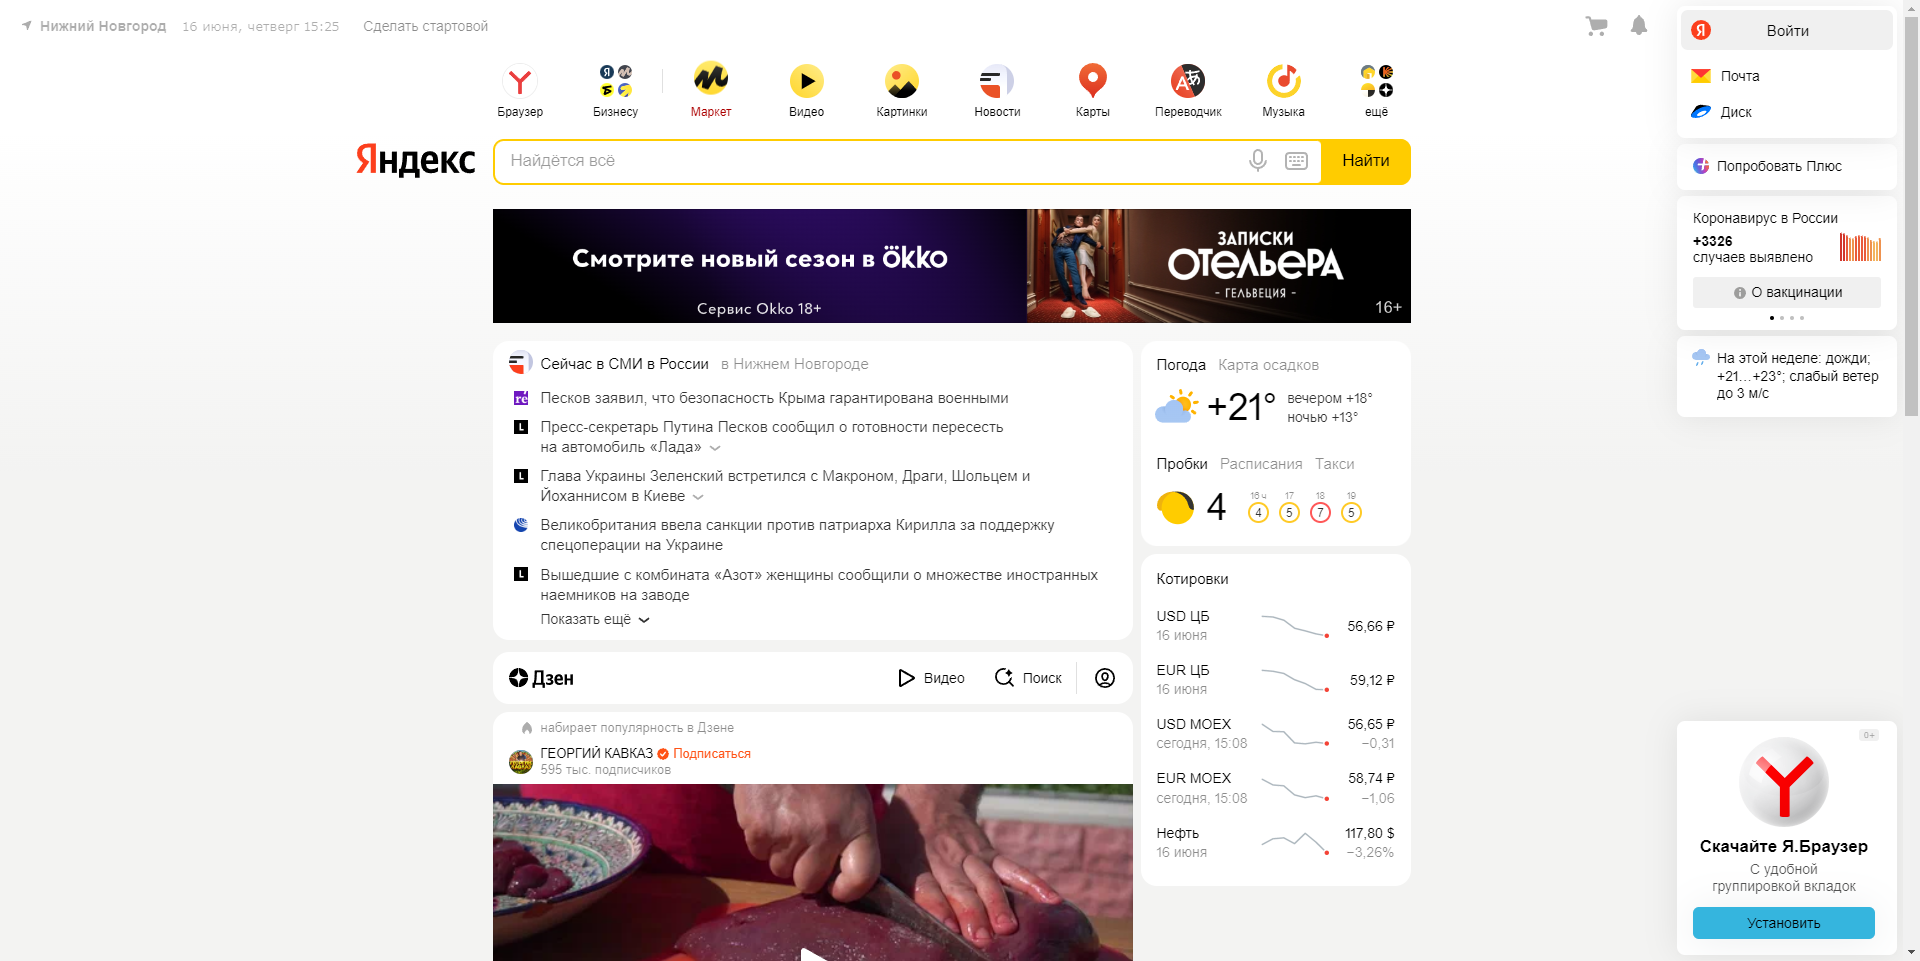 Нижний Новгород 16 июня, четверг 15:25 Сделать стартовой
Браузер Бизнесу Маркет Видео Картинки Новости Карты Переводчик Музыка ещё
Яндекс Найдётся всё Найти
Смотрите новый сезон в ökko
Сервис Okko 18+
ЗАПИСКИ
ОТЕЛЬЕРА
- ГЕЛЬВЕЦИЯ -
16+
Сейчас в СМИ в России в Нижнем Новгороде
Песков заявил, что безопасность Крыма гарантирована военными
Пресс-секретарь Путина Песков сообщил о готовности пересесть
на автомобиль «Лада»
Глава Украины Зеленский встретился с Макроном, Драги, Шольцем и
Йоханнисом в Киеве
Великобритания ввела санкции против патриарха Кирилла за поддержку
спецоперации на Украине
Вышедшие с комбината «Азот» женщины сообщили о множестве иностранных
наемников на заводе
Показать ещё
Дзен Видео Поиск
набирает популярность в Дзене
ГЕОРГИЙ КАВКАЗ Подписаться
595 тыс. подписчиков
Погода Карта осадков
+21° вечером +18°
ночью +13°
Пробки Расписания Такси
16 ч 17 18 19
4 4 5 7 5
Котировки
USD ЦБ 56,66 ₽
16 июня
EUR ЦБ 59,12 ₽
16 июня
USD MOEX 56,65 ₽
сегодня, 15:08 −0,31
EUR MOEX 58,74 ₽
сегодня, 15:08 −1,06
Нефть 117,80 $
16 июня −3,26%
Я Войти
Почта
Диск
Попробовать Плюс
Коронавирус в России
+3326
случаев выявлено
О вакцинации
На этой неделе: дожди;
+21…+23°; слабый ветер
до 3 м/с
0+
Скачайте Я.Браузер
С удобной
группировкой вкладок
Установить